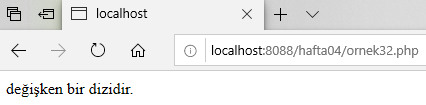 localhost
localhost:8088/hafta04/ornek32.php
değişken bir dizidir.